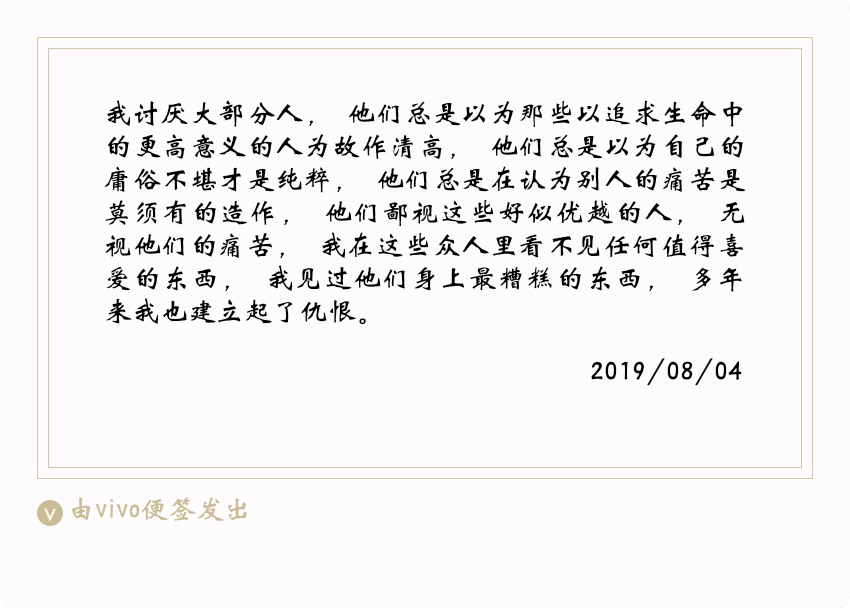 我讨厌大部分人， 他们总是以为那些以追求生命中
的更高意义的人为故作清高， 他们总是以为自己的
庸俗不堪才是纯粹， 他们总是在认为别人的痛苦是
莫须有的造作， 他们鄙视这些好似优越的人， 无
视他们的痛苦， 我在这些众人里看不见任何值得喜
爱的东西， 我见过他们身上最糟糕的东西， 多年
来我也建立起了仇恨。
2019/08/04
由vivo便签发出